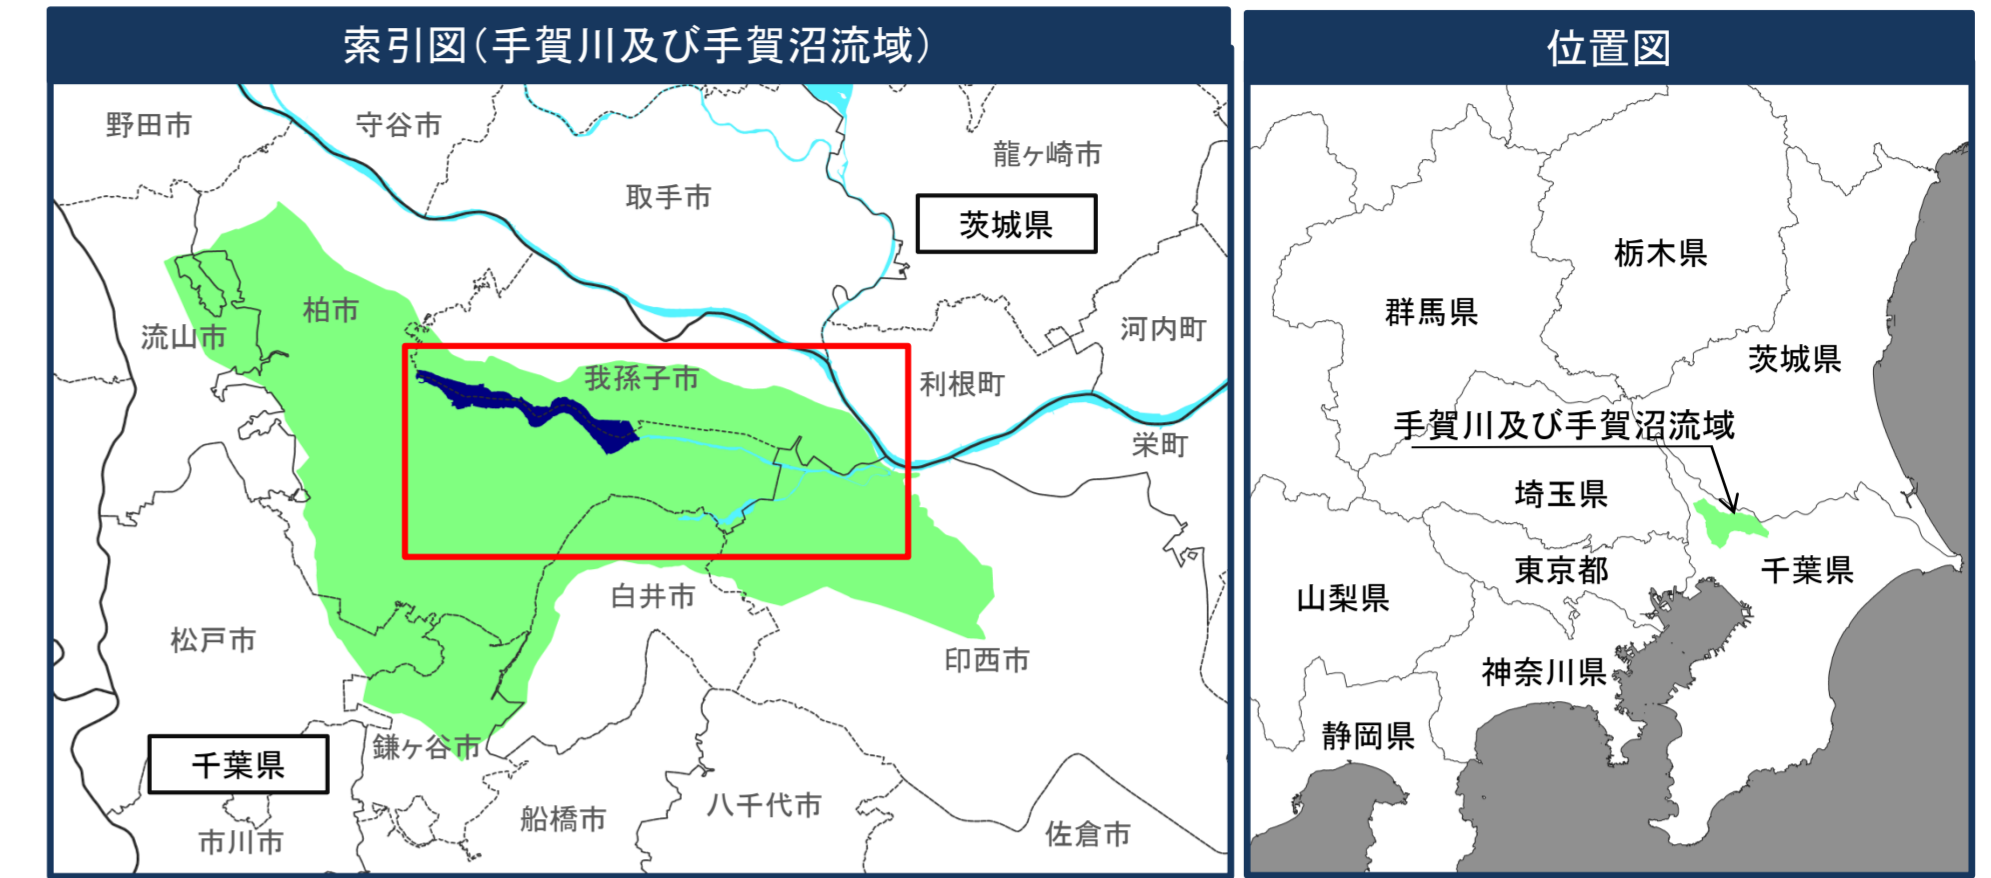 索引図(手賀川及び手賀沼流域)
野田市
守谷市
龍ヶ崎市
取手市
茨城県
柏市
流山市
河内町
我孫子市
利根町
栄町
白井市
松戸市
印西市
鎌ヶ谷市
千葉県
船橋市
八千代市
市川市
佐倉市
位置図
栃木県
群馬県
茨城県
手賀川及び手賀沼流域
埼玉県
東京都
千葉県
山梨県
神奈川県
静岡県